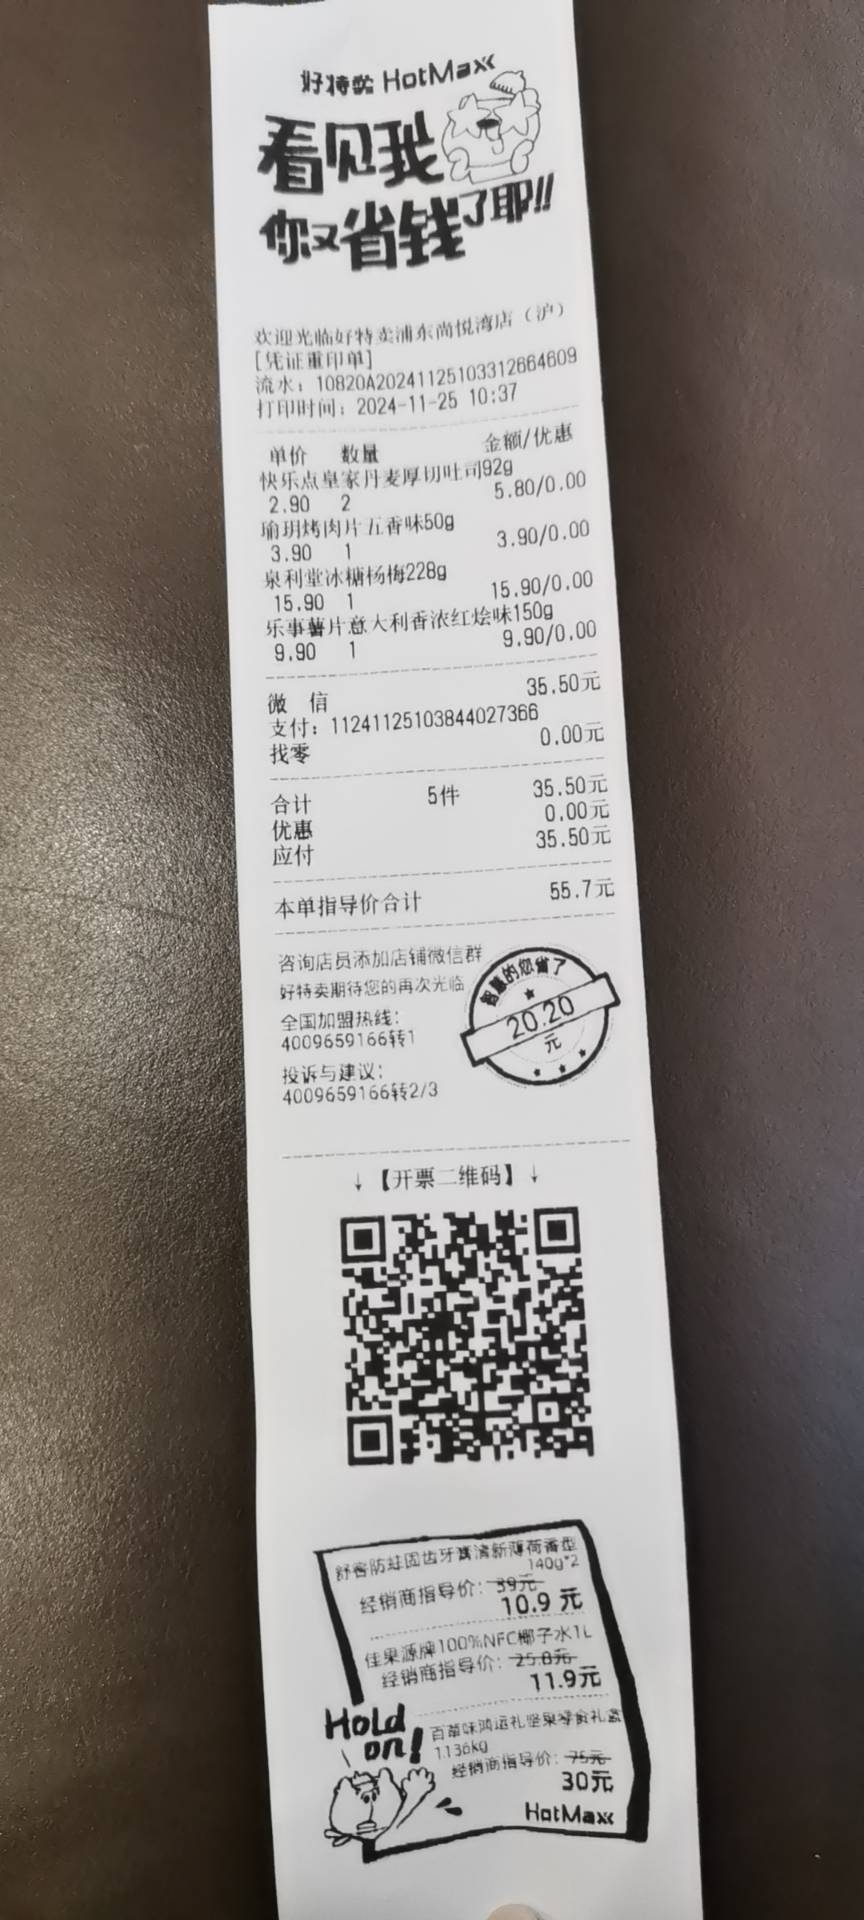 好特卖 HotMaxx
看见我
你又省钱了耶!!
欢迎光临好特卖浦东尚悦湾店（沪）
[凭证重印单]
流水：10820A20241125103312664609
打印时间：2024-11-25 10:37
单价 数量 金额/优惠
快乐点皇家丹麦厚切吐司92g
2.90 2 5.80/0.00
瑜玥烤肉片五香味50g
3.90 1 3.90/0.00
泉利堂冰糖杨梅228g
15.90 1 15.90/0.00
乐事薯片意大利香浓红烩味150g
9.90 1 9.90/0.00
微 信 35.50元
支付：11241125103844027366
找零 0.00元
合计 5件 35.50元
优惠 0.00元
应付 35.50元
本单指导价合计 55.7元
咨询店员添加店铺微信群
好特卖期待您的再次光临
全国加盟热线：
4009659166转1
投诉与建议：
4009659166转2/3
智慧的您省了
20.20
元
↓【开票二维码】↓
舒客防蛀固齿牙膏清新薄荷香型
140g*2
经销商指导价：39元
10.9 元
佳果源牌100%NFC椰子水1L
经销商指导价：25.8元
11.9元
百草味鸿运礼坚果零食礼盒
1.136kg
经销商指导价：75元
30元
Hold on!
HotMaxx